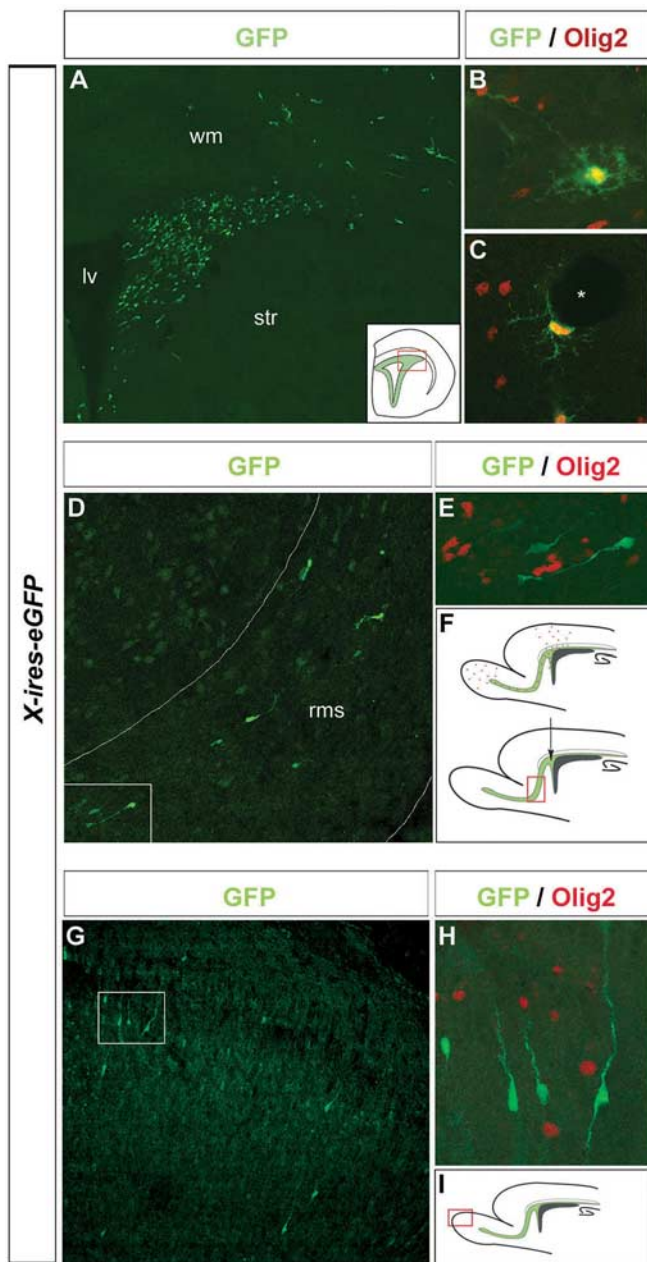 GFP
GFP / Olig2
A
wm
lv
str
B
C
*
X-ires-eGFP
GFP
GFP / Olig2
D
rms
E
F
GFP
GFP / Olig2
G
H
I